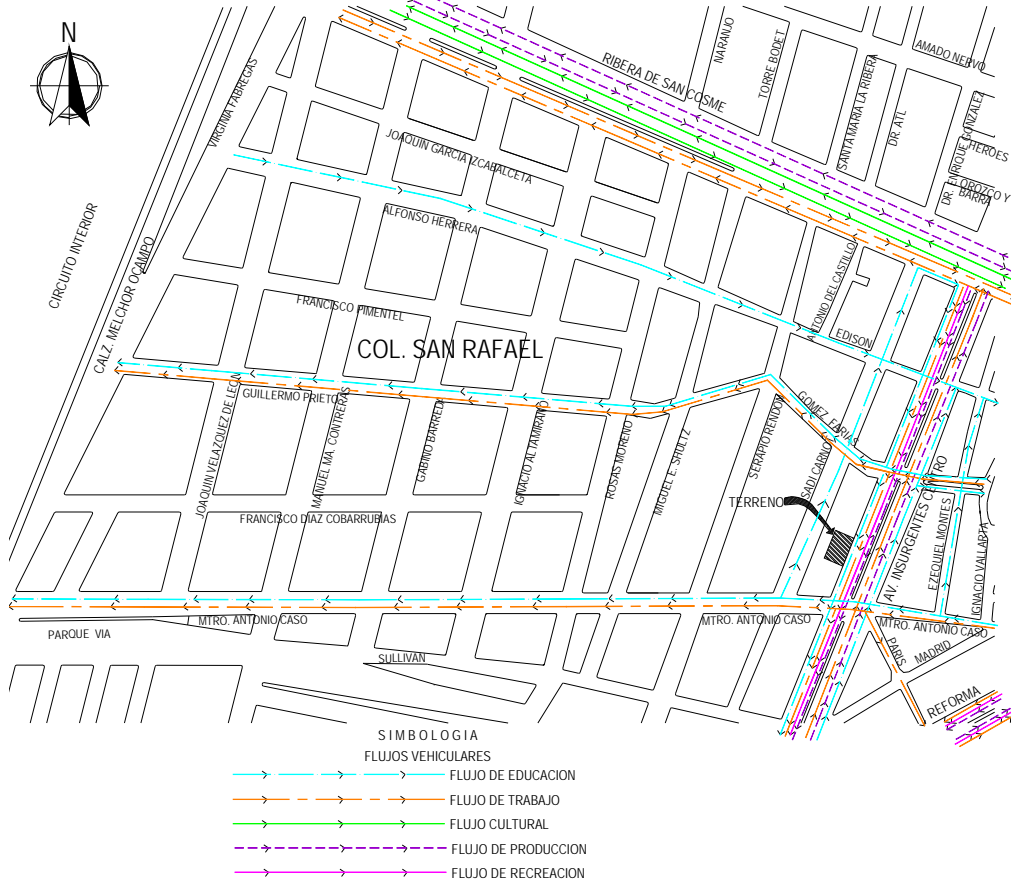 N
NARANJO
TORRE BODET
AMADO NERVO
RIBERA DE SAN COSME
SANTA MARIA LA RIBERA
DR. ATL
DR. ENRIQUE GONZALEZ
HEROES
OROZCO Y
BARRA
VIRGINIA FABREGAS
JOAQUIN GARCIA IZCABALCETA
ALFONSO HERRERA
CIRCUITO INTERIOR
CALZ. MELCHOR OCAMPO
FRANCISCO PIMENTEL
ANTONIO DEL CASTILLO
EDISON
COL. SAN RAFAEL
GUILLERMO PRIETO
GOMEZ FARIAS
JOAQUIN VELAZQUEZ DE LEON
MANUEL MA. CONTRERAS
GABINO BARREDA
IGNACIO ALTAMIRANO
ROSAS MORENO
MIGUEL E. SHULTZ
SERAPIO RENDON
SADI CARNO
TERRENO
AV. INSURGENTES CENTRO
EZEQUIEL MONTES
IGNACIO VALLARTA
FRANCISCO DIAZ COBARRUBIAS
MTRO. ANTONIO CASO
MTRO. ANTONIO CASO
MTRO. ANTONIO CASO
PARQUE VIA
SULLIVAN
PARIS
MADRID
REFORMA
SIMBOLOGIA
FLUJOS VEHICULARES
FLUJO DE EDUCACION
FLUJO DE TRABAJO
FLUJO CULTURAL
FLUJO DE PRODUCCION
FLUJO DE RECREACION